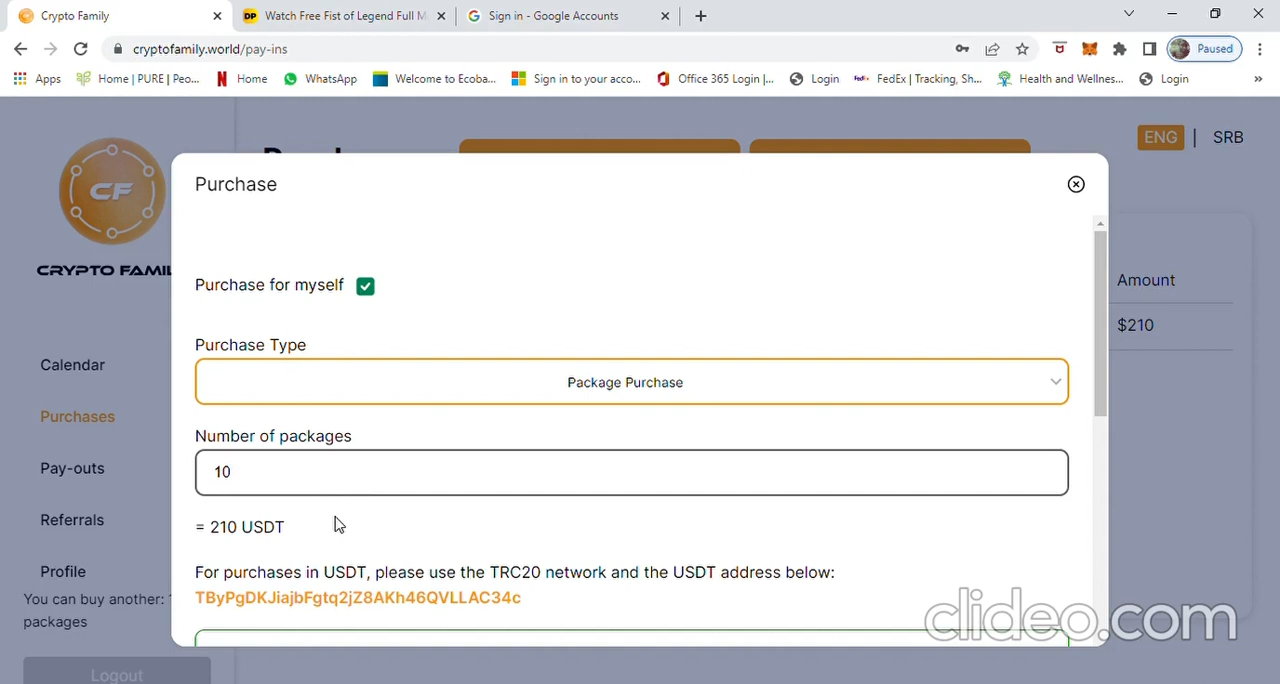 Crypto Family
Watch Free Fist of Legend Full M
Sign in - Google Accounts
cryptofamily.world/pay-ins
Paused
Apps
Home | PURE | Peo...
Home
WhatsApp
Welcome to Ecoba...
Sign in to your acco...
Office 365 Login |...
Login
FedEx | Tracking, Sh...
Health and Wellnes...
Login
»
ENG | SRB
CF
CRYPTO FAMIL
Calendar
Purchases
Pay-outs
Referrals
Profile
You can buy another:
packages
Logout
Purchase
Purchase for myself
Purchase Type
Package Purchase
Number of packages
10
= 210 USDT
For purchases in USDT, please use the TRC20 network and the USDT address below:
TByPgDKJiajbFgtq2jZ8AKh46QVLLAC34c
Amount
$210
clideo.com